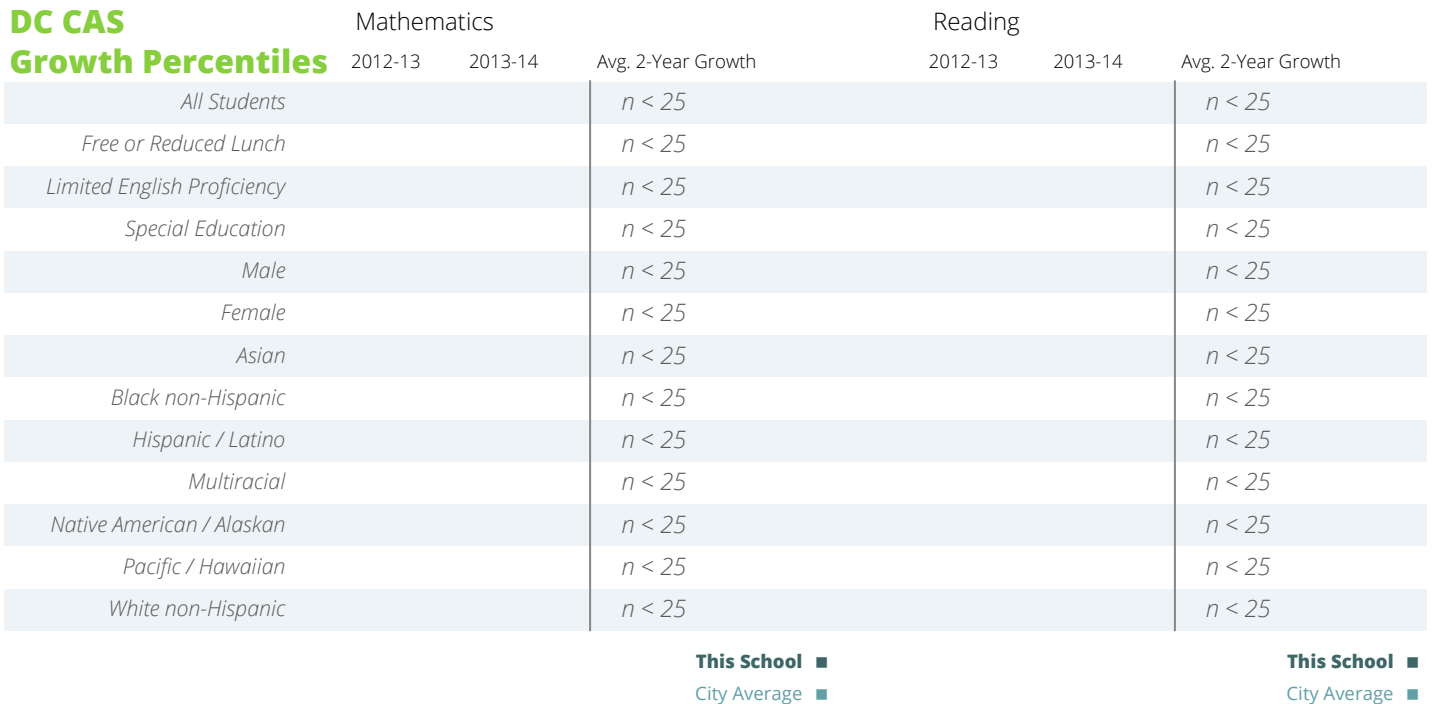 DC CAS Mathematics Reading
Growth Percentiles 2012-13 2013-14 Avg. 2-Year Growth 2012-13 2013-14 Avg. 2-Year Growth
All Students n < 25 n < 25
Free or Reduced Lunch n < 25 n < 25
Limited English Proficiency n < 25 n < 25
Special Education n < 25 n < 25
Male n < 25 n < 25
Female n < 25 n < 25
Asian n < 25 n < 25
Black non-Hispanic n < 25 n < 25
Hispanic / Latino n < 25 n < 25
Multiracial n < 25 n < 25
Native American / Alaskan n < 25 n < 25
Pacific / Hawaiian n < 25 n < 25
White non-Hispanic n < 25 n < 25
This School This School
City Average City Average